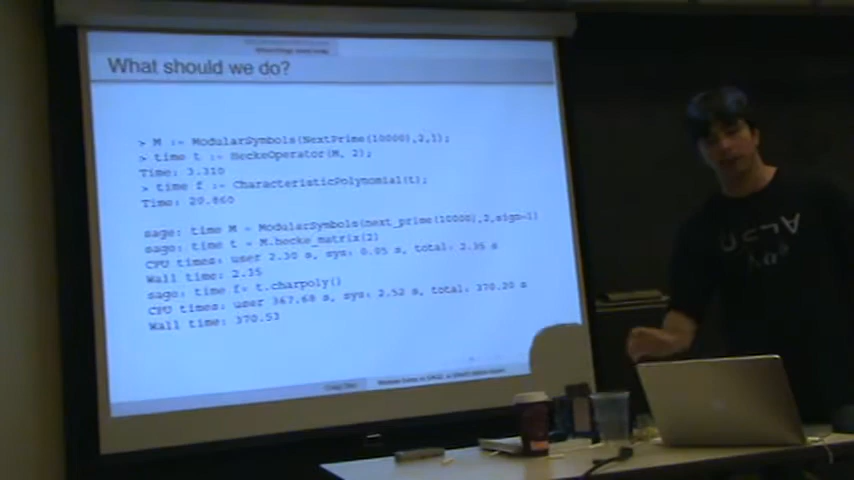 What should we do?
> M := ModularSymbols(NextPrime(10000),2,1);
> time t := HeckeOperator(M, 2);
Time: 3.310
> time f := CharacteristicPolynomial(t);
Time: 20.860
sage: time M = ModularSymbols(next_prime(10000),2,sign=1)
sage: time t = M.hecke_matrix(2)
CPU times: user 2.30 s, sys: 0.05 s, total: 2.35 s
Wall time: 2.35
sage: time f= t.charpoly()
CPU times: user 367.68 s, sys: 2.52 s, total: 370.20 s
Wall time: 370.53